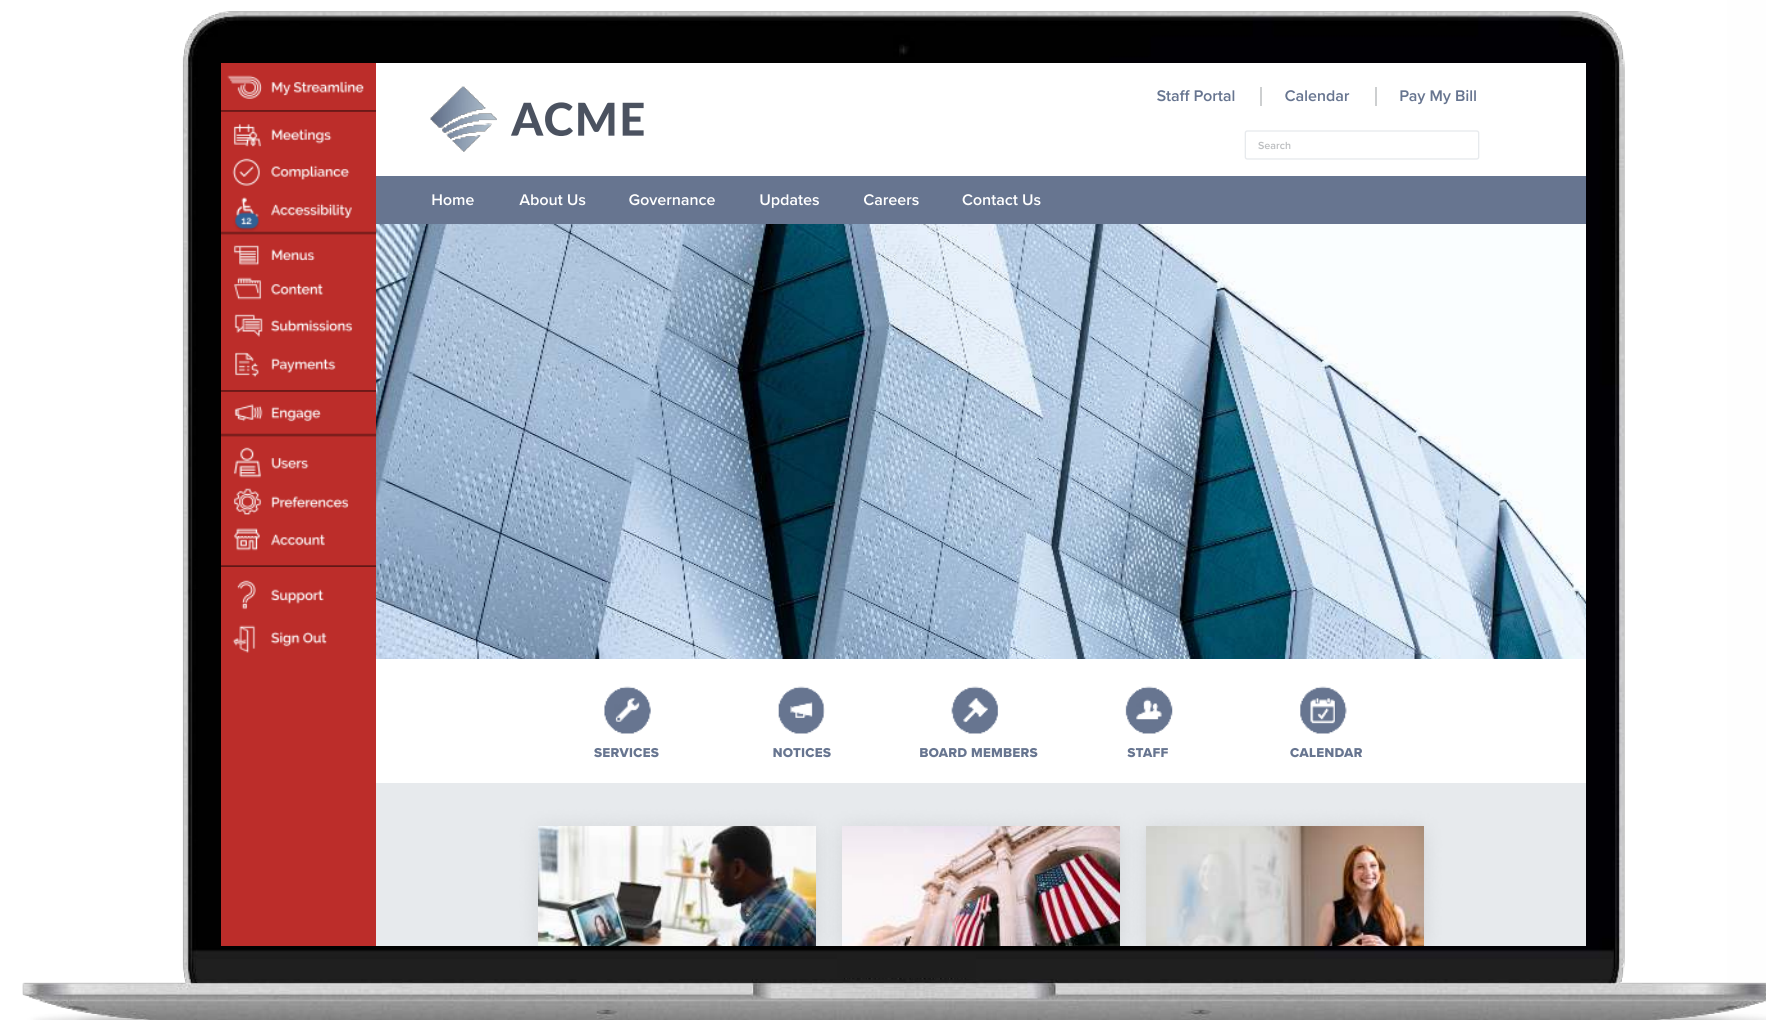 My Streamline
Meetings
Compliance
Accessibility
12
Menus
Content
Submissions
Payments
Engage
Users
Preferences
Account
Support
Sign Out
ACME
Staff Portal | Calendar | Pay My Bill
Search
Home About Us Governance Updates Careers Contact Us
SERVICES NOTICES BOARD MEMBERS STAFF CALENDAR